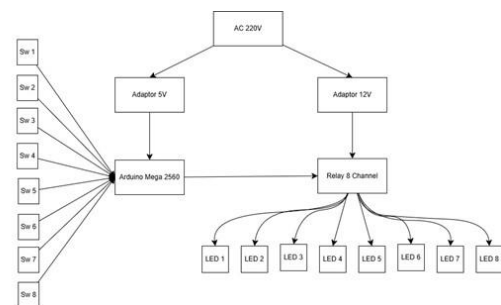 AC 220V
Sw 1
Adaptor 5V
Adaptor 12V
Sw 2
Sw 3
Sw 4
Arduino Mega 2560
Relay 8 Channel
Sw 5
Sw 6
Sw 7
Sw 8
LED 1
LED 2
LED 3
LED 4
LED 5
LED 6
LED 7
LED 8